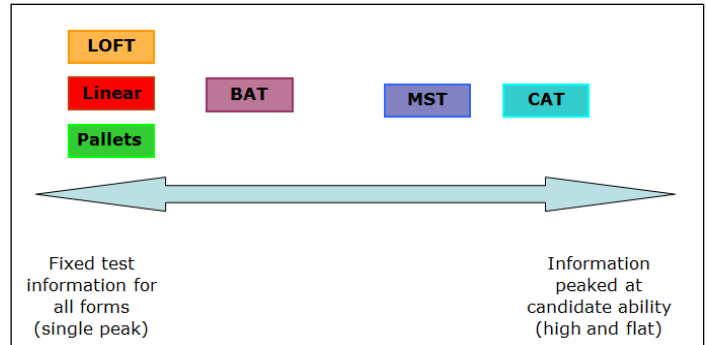 LOFT
Linear
Pallets
BAT
MST
CAT
Fixed test
information for
all forms
(single peak)
Information
peaked at
candidate ability
(high and flat)